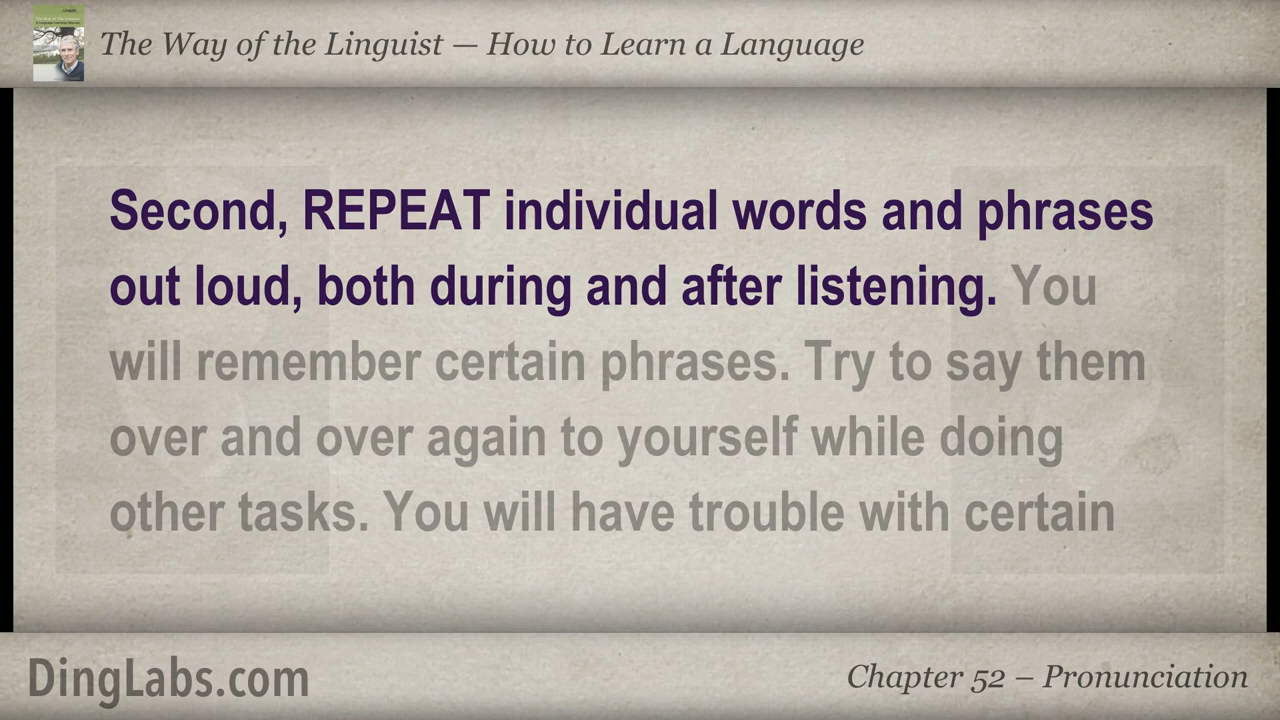 The Way of the Linguist — How to Learn a Language
Second, REPEAT individual words and phrases
out loud, both during and after listening. You
will remember certain phrases. Try to say them
over and over again to yourself while doing
other tasks. You will have trouble with certain
DingLabs.com
Chapter 52 – Pronunciation